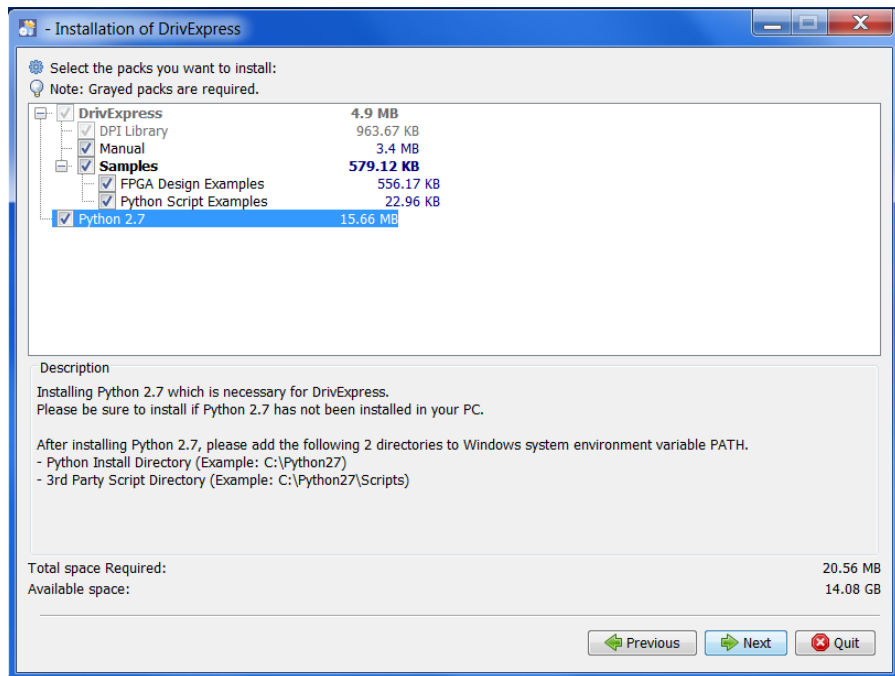 - Installation of DrivExpress
Select the packs you want to install:
Note: Grayed packs are required.
DrivExpress 4.9 MB
DPI Library 963.67 KB
Manual 3.4 MB
Samples 579.12 KB
FPGA Design Examples 556.17 KB
Python Script Examples 22.96 KB
Python 2.7 15.66 MB
Description
Installing Python 2.7 which is necessary for DrivExpress.
Please be sure to install if Python 2.7 has not been installed in your PC.
After installing Python 2.7, please add the following 2 directories to Windows system environment variable PATH.
- Python Install Directory (Example: C:\Python27)
- 3rd Party Script Directory (Example: C:\Python27\Scripts)
Total space Required: 20.56 MB
Available space: 14.08 GB
Previous Next Quit